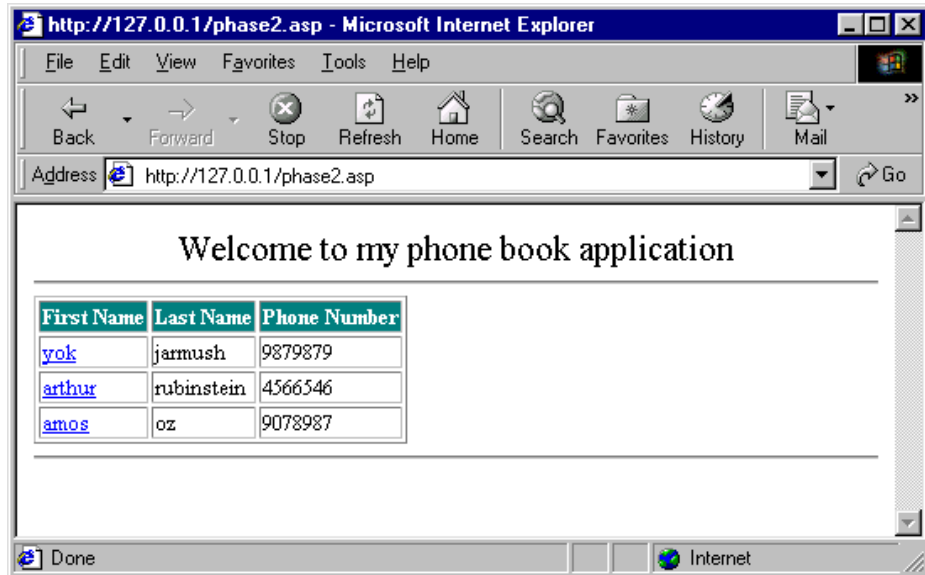 http://127.0.0.1/phase2.asp - Microsoft Internet Explorer
File Edit View Favorites Tools Help
Back Forward Stop Refresh Home Search Favorites History Mail »
Address http://127.0.0.1/phase2.asp Go
Welcome to my phone book application
First Name Last Name Phone Number
yok jarmush 9879879
arthur rubinstein 4566546
amos oz 9078987
Done Internet